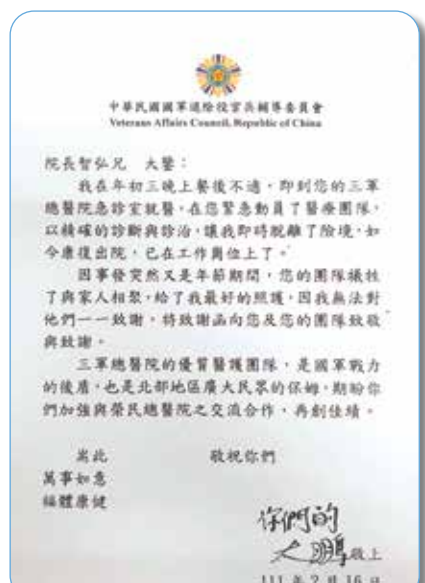 中華民國國軍退除役官兵輔導委員會
Veterans Affairs Council, Republic of China
院長智弘兄　大鑒：
我在年初三晚上餐後不適，即到您的三軍
總醫院急診室就醫，在您緊急動員了醫療團隊，
以精確的診斷與診治，讓我即時脫離了險境，如
今康復出院，已在工作崗位上了。
因事發突然又是年節期間，您的團隊犧牲
了與家人相聚，給了我最好的照護，因我無法對
他們一一致謝，特致謝函向您及您的團隊致敬
與致謝。
三軍總醫院的優質醫護團隊，是國軍戰力
的後盾，也是北部地區廣大民眾的保姆，期盼你
們加強與榮民總醫院之交流合作，再創佳績。
耑此　敬祝你們
萬事如意
福體康健
你們的
大鵬 敬上
111 年 2 月 16 日